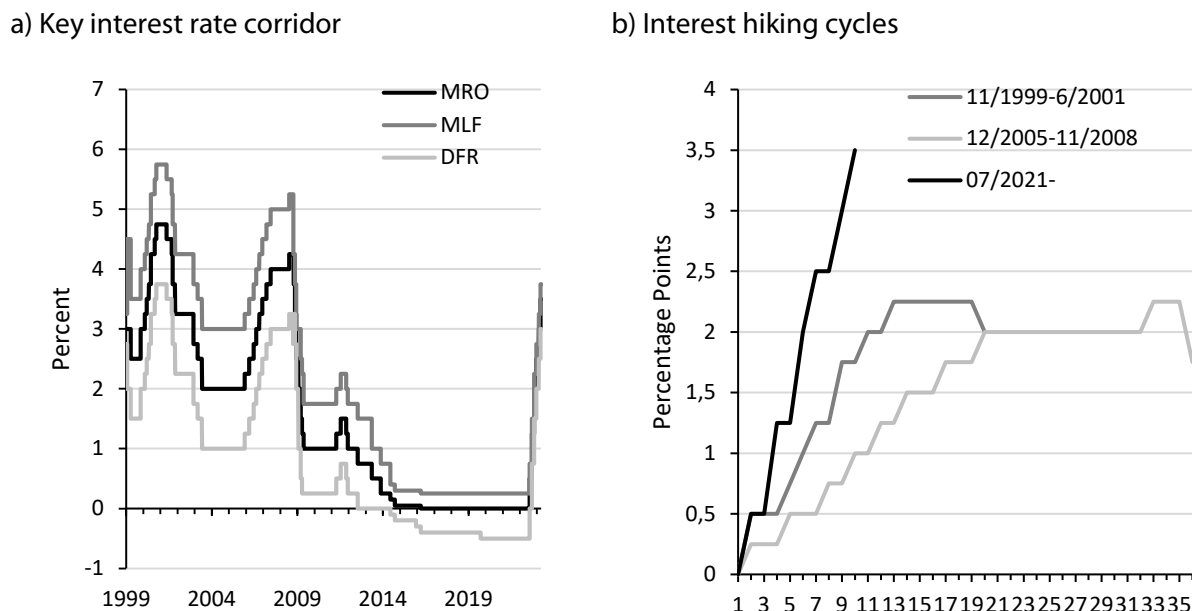 a) Key interest rate corridor
b) Interest hiking cycles
7
6
5
4
3
2
1
0
-1
Percent
MRO
MLF
DFR
1999 2004 2009 2014 2019
4
3,5
3
2,5
2
1,5
1
0,5
0
Percentage Points
11/1999-6/2001
12/2005-11/2008
07/2021-
1 3 5 7 9 11 13 15 17 19 21 23 25 27 29 31 33 35